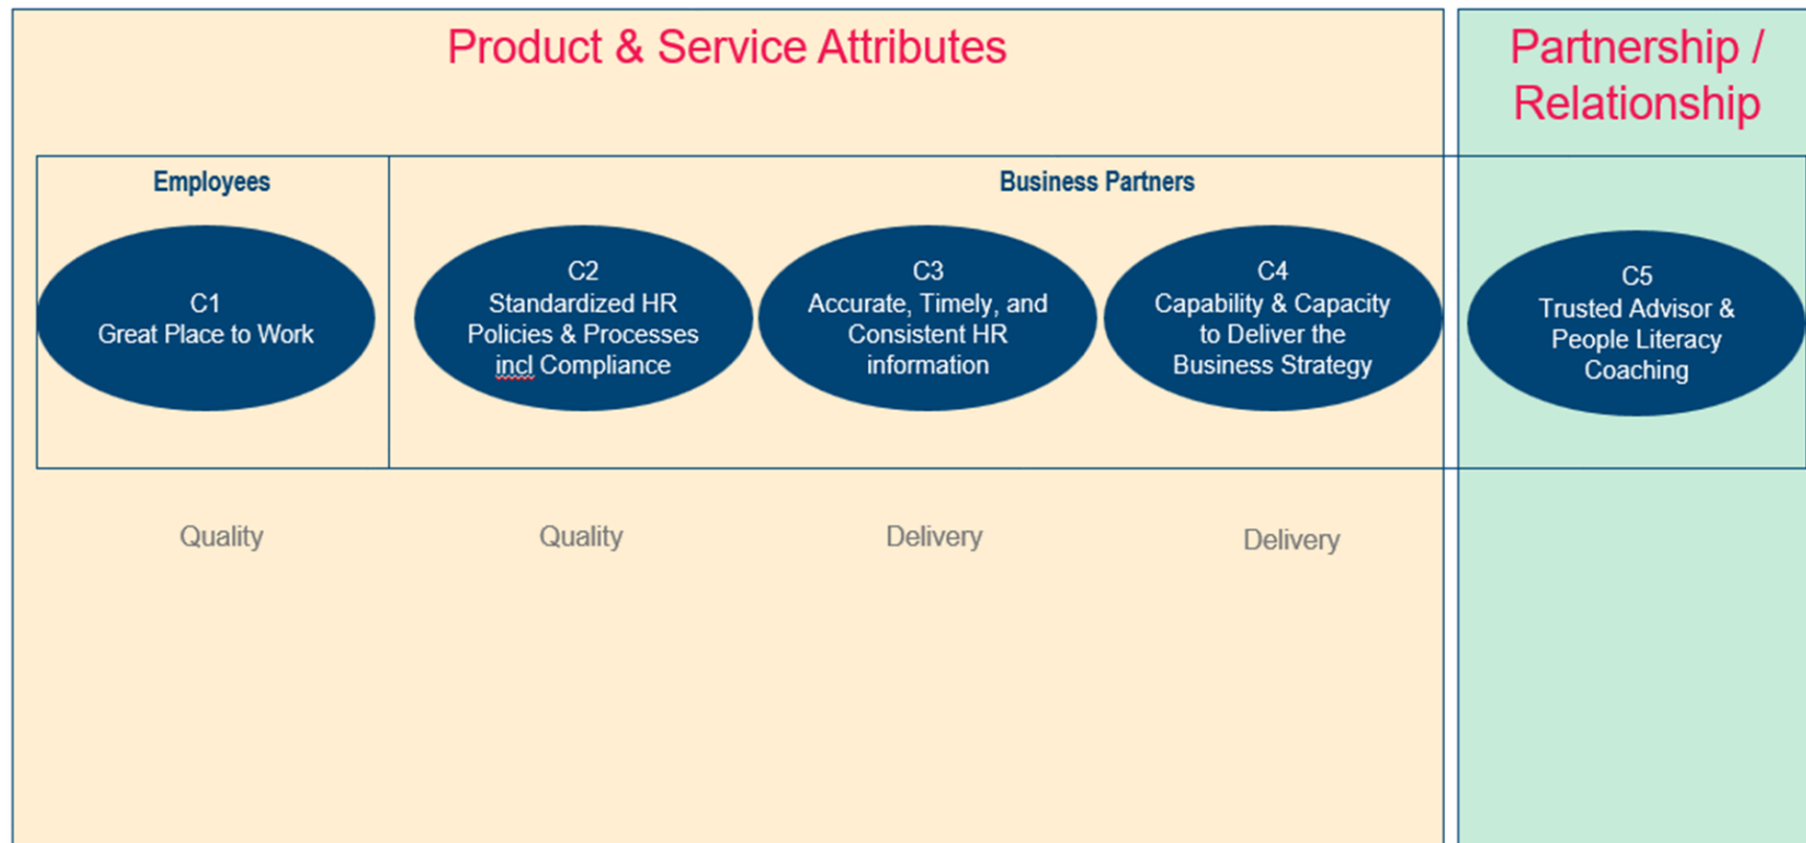 Product & Service Attributes
Partnership /
Relationship
Employees
Business Partners
C1
Great Place to Work
C2
Standardized HR
Policies & Processes
incl Compliance
C3
Accurate, Timely, and
Consistent HR
information
C4
Capability & Capacity
to Deliver the
Business Strategy
C5
Trusted Advisor &
People Literacy
Coaching
Quality
Quality
Delivery
Delivery